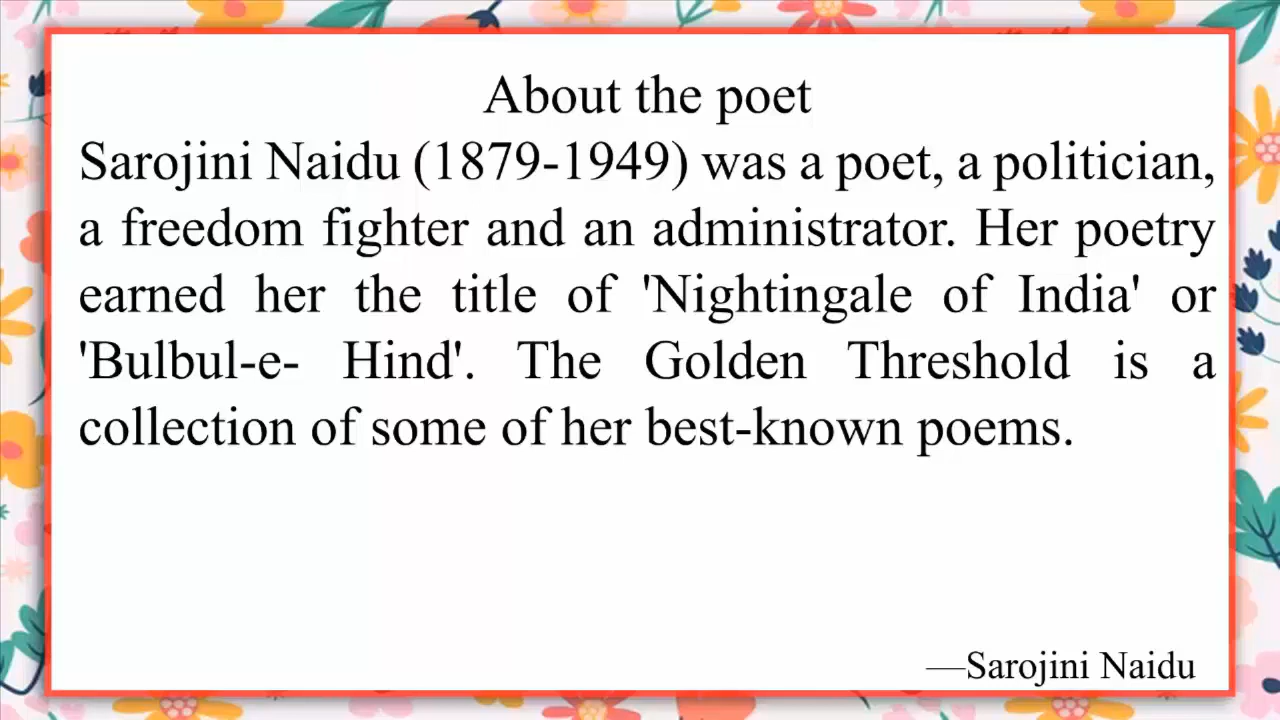 About the poet
Sarojini Naidu (1879-1949) was a poet, a politician,
a freedom fighter and an administrator. Her poetry
earned her the title of 'Nightingale of India' or
'Bulbul-e- Hind'. The Golden Threshold is a
collection of some of her best-known poems.
—Sarojini Naidu